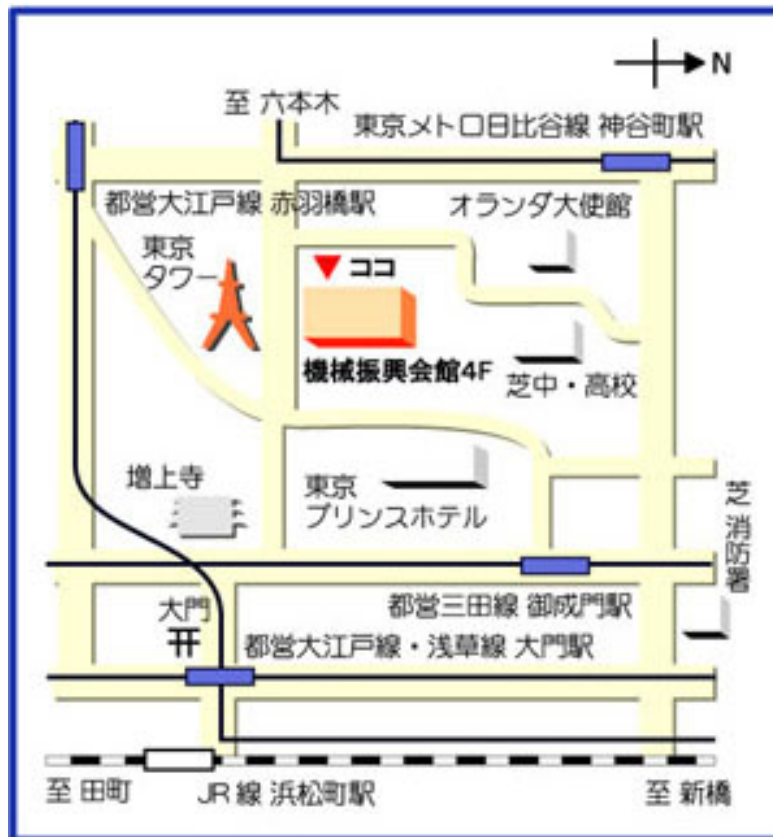 N
至 六本木
東京メトロ日比谷線 神谷町駅
都営大江戸線 赤羽橋駅
オランダ大使館
東京
タワー
ココ
機械振興会館4F
芝中・高校
増上寺
東京
プリンスホテル
芝 消防署
都営三田線 御成門駅
大門
都営大江戸線・浅草線 大門駅
至 田町
JR線 浜松町駅
至 新橋